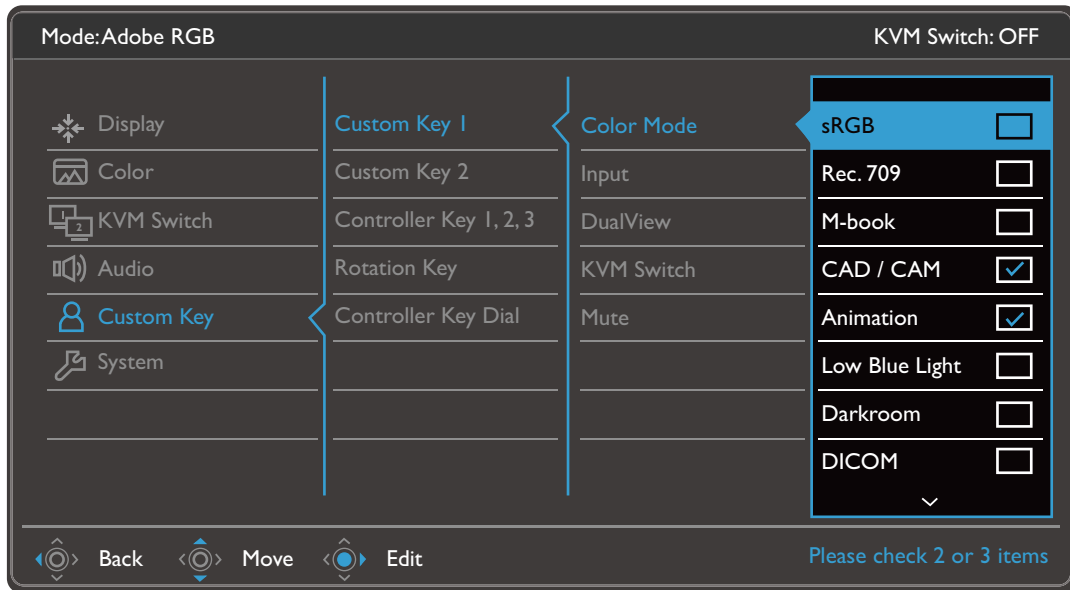 Mode: Adobe RGB
KVM Switch: OFF
Display
Color
1
2
KVM Switch
Audio
Custom Key
System
Custom Key 1
Custom Key 2
Controller Key 1, 2, 3
Rotation Key
Controller Key Dial
Color Mode
Input
DualView
KVM Switch
Mute
sRGB
Rec. 709
M-book
CAD / CAM
Animation
Low Blue Light
Darkroom
DICOM
Back
Move
Edit
Please check 2 or 3 items